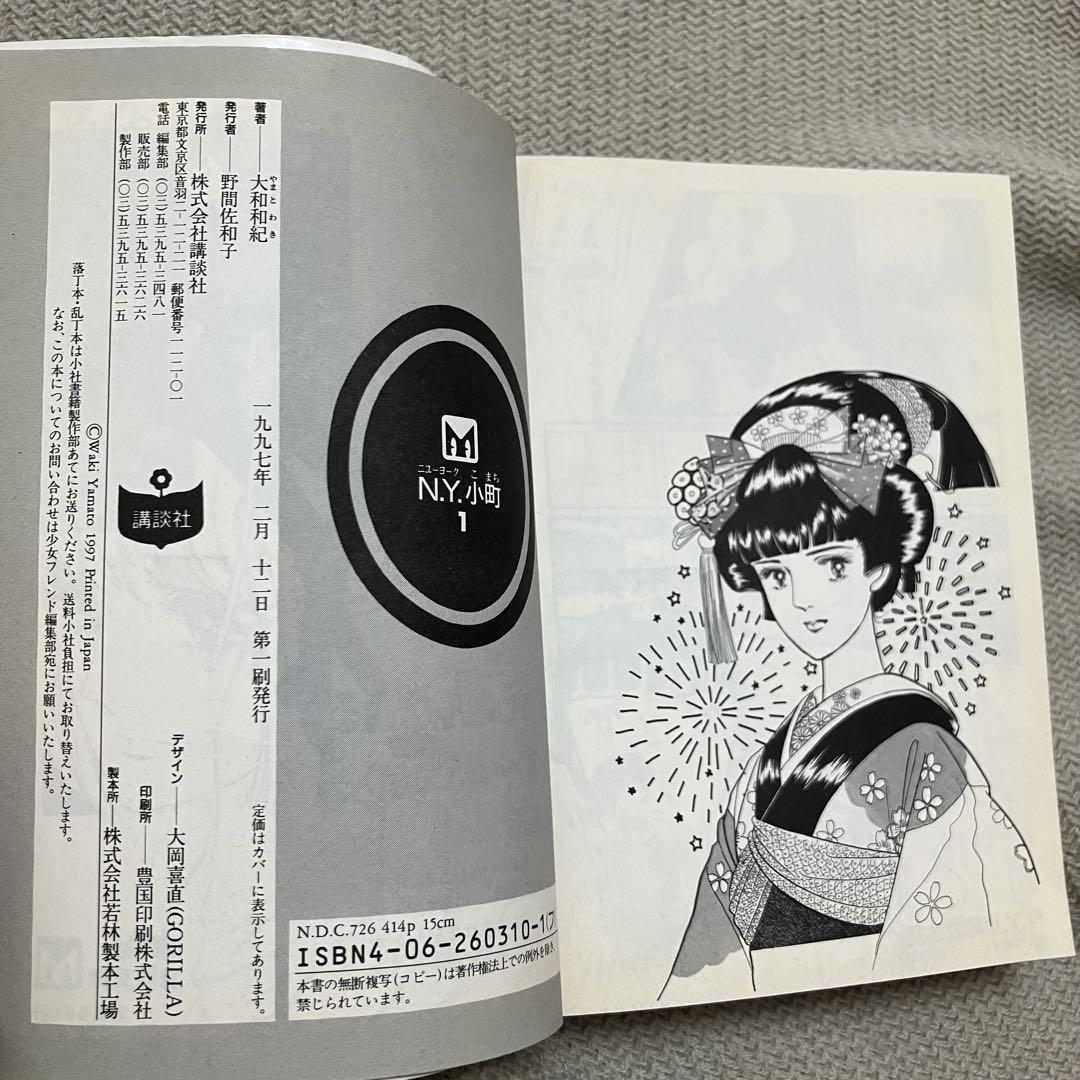 著者――大和和紀
やまとわき
発行者――野間佐和子
発行所――株式会社講談社
東京都文京区音羽二-一二-二一 郵便番号一一二-〇一
電話 編集部(〇三)五三九五-三四八一
販売部(〇三)五三九五-三六二六
製作部(〇三)五三九五-三六一五
落丁本・乱丁本は小社書籍製作部あてにお送りください。送料小社負担にてお取り替えいたします。
なお、この本についてのお問い合わせは少女フレンド編集部宛にお願いいたします。
©Waki Yamato 1997 Printed in Japan
講談社
一九九七年 二月 十二日 第一刷発行
定価はカバーに表示してあります。
デザイン――大岡喜直(GORILLA)
印刷所――豊国印刷株式会社
製本所――株式会社若林製本工場
ニューヨーク こまち
N.Y.小町
1
N.D.C.726 414p 15cm
ISBN4-06-260310-1(フ
本書の無断複写(コピー)は著作権法上での例外を除き、
禁じられています。